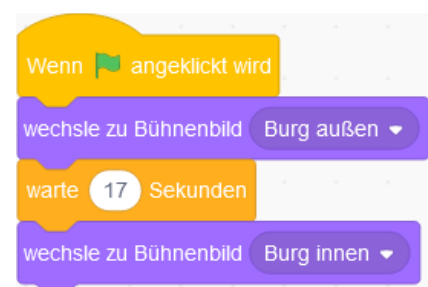 Wenn angeklickt wird
wechsle zu Bühnenbild Burg außen
warte 17 Sekunden
wechsle zu Bühnenbild Burg innen